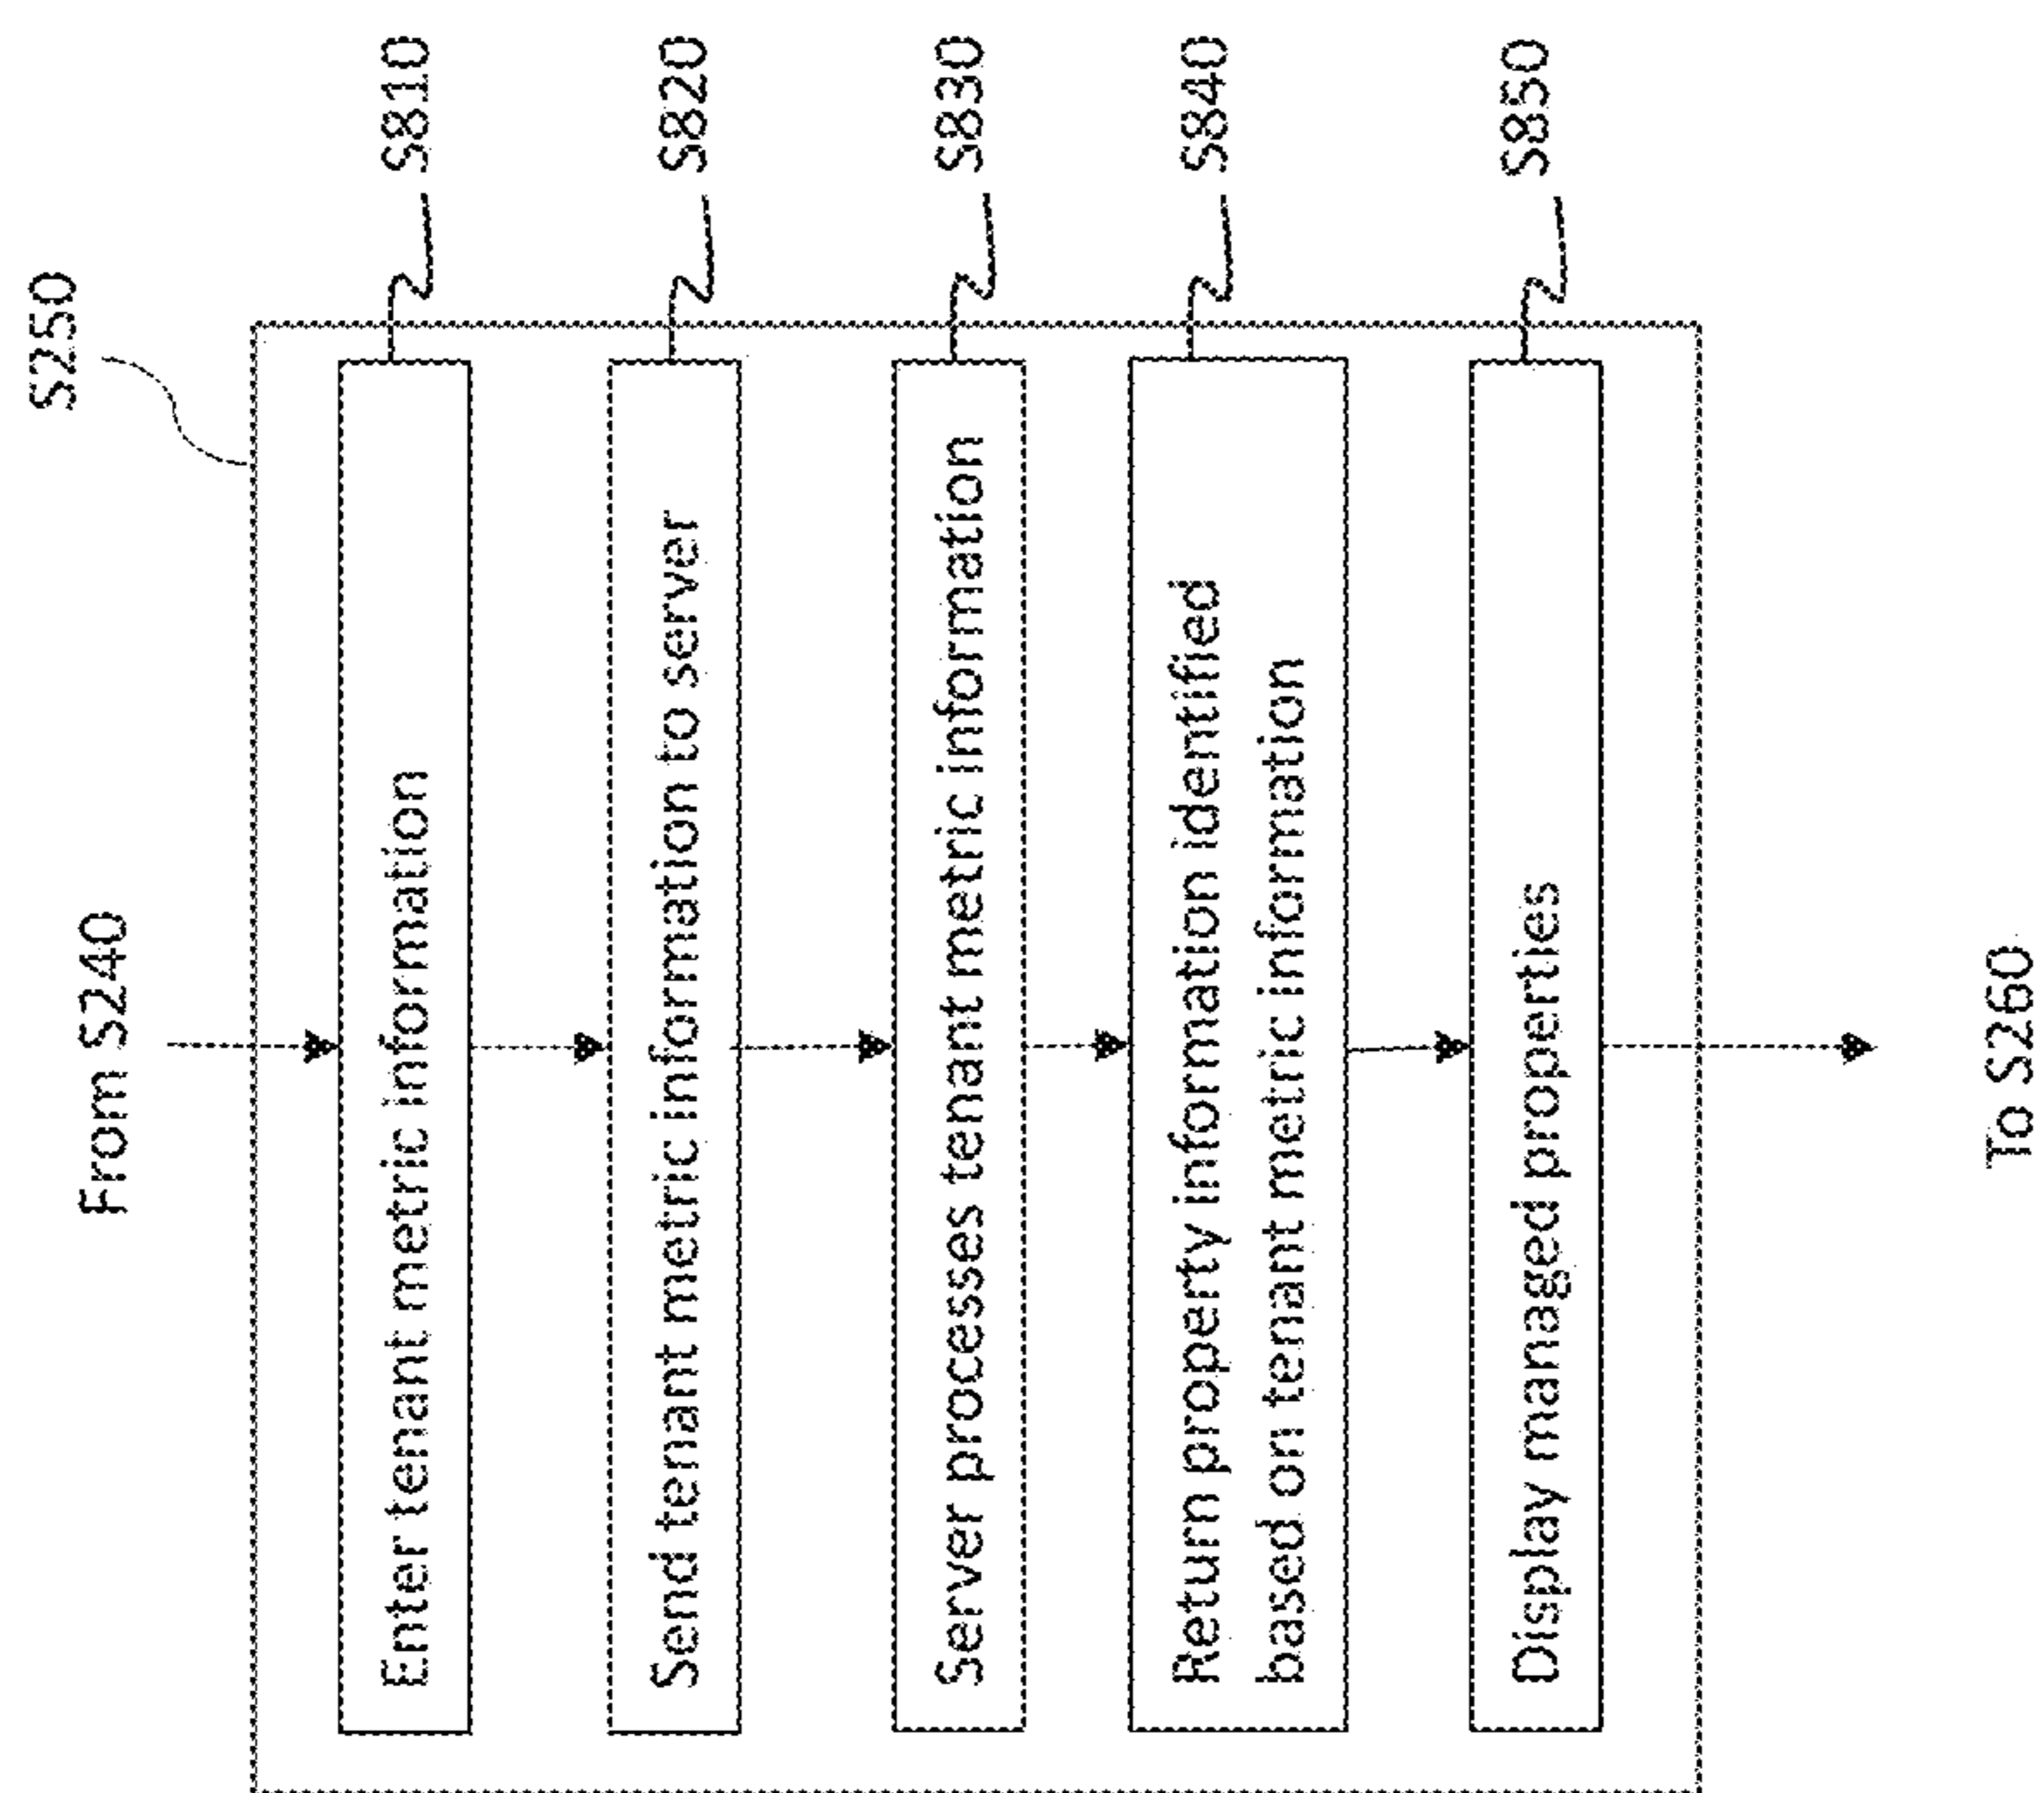 S250
From S240
Enter tenant metric information
S810
Send tenant metric information to server
S820
Server processes tenant metric information
S830
Return property information identified
based on tenant metric information
S840
Display managed properties
S850
To S260